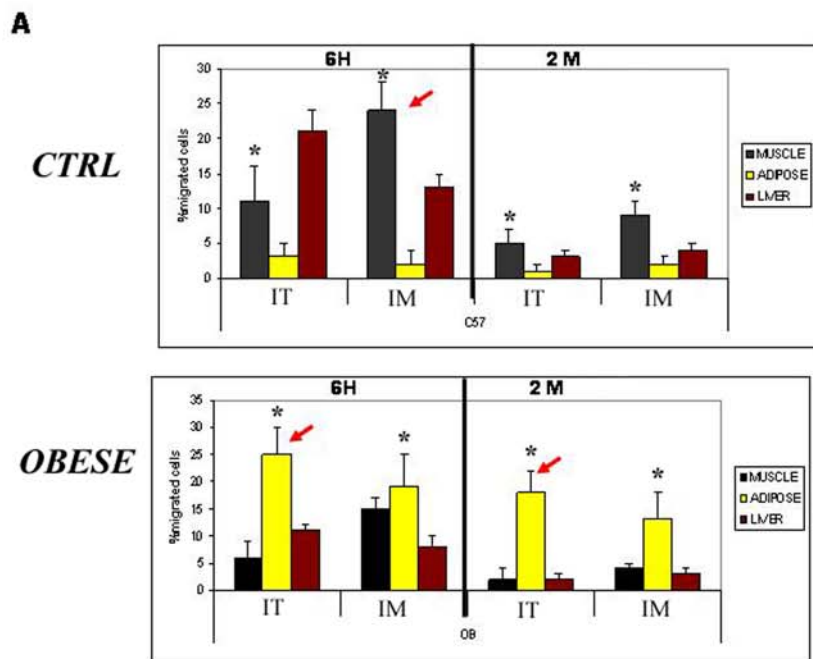 A
CTRL
6H 2 M
%migrated cells
30
25
20
15
10
5
0
* * * *
IT IM IT IM
C57
MUSCLE
ADIPOSE
LIVER
OBESE
6H 2 M
%migrated cells
35
30
25
20
15
10
5
0
* * * *
IT IM IT IM
OB
MUSCLE
ADIPOSE
LIVER